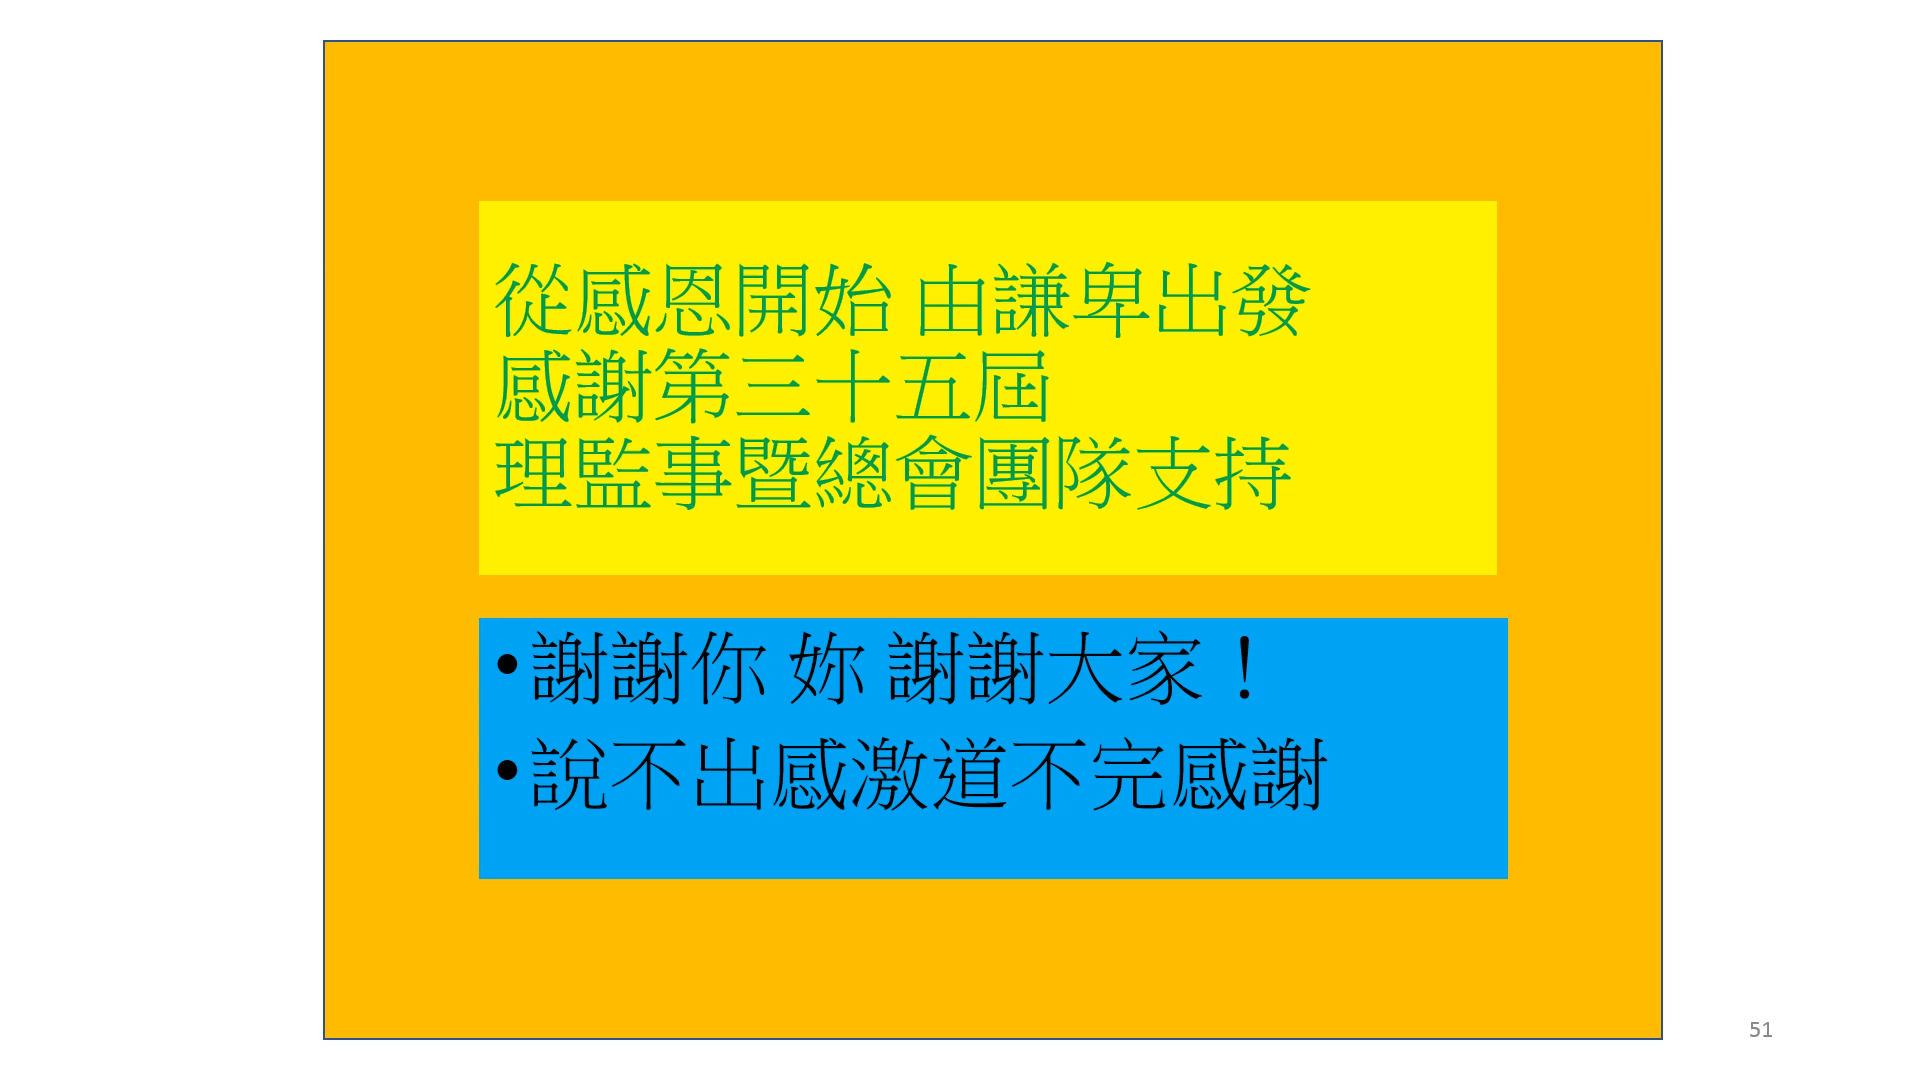 從感恩開始 由謙卑出發
感謝第三十五屆
理監事暨總會團隊支持
•謝謝你 妳 謝謝大家！
•說不出感激道不完感謝
51